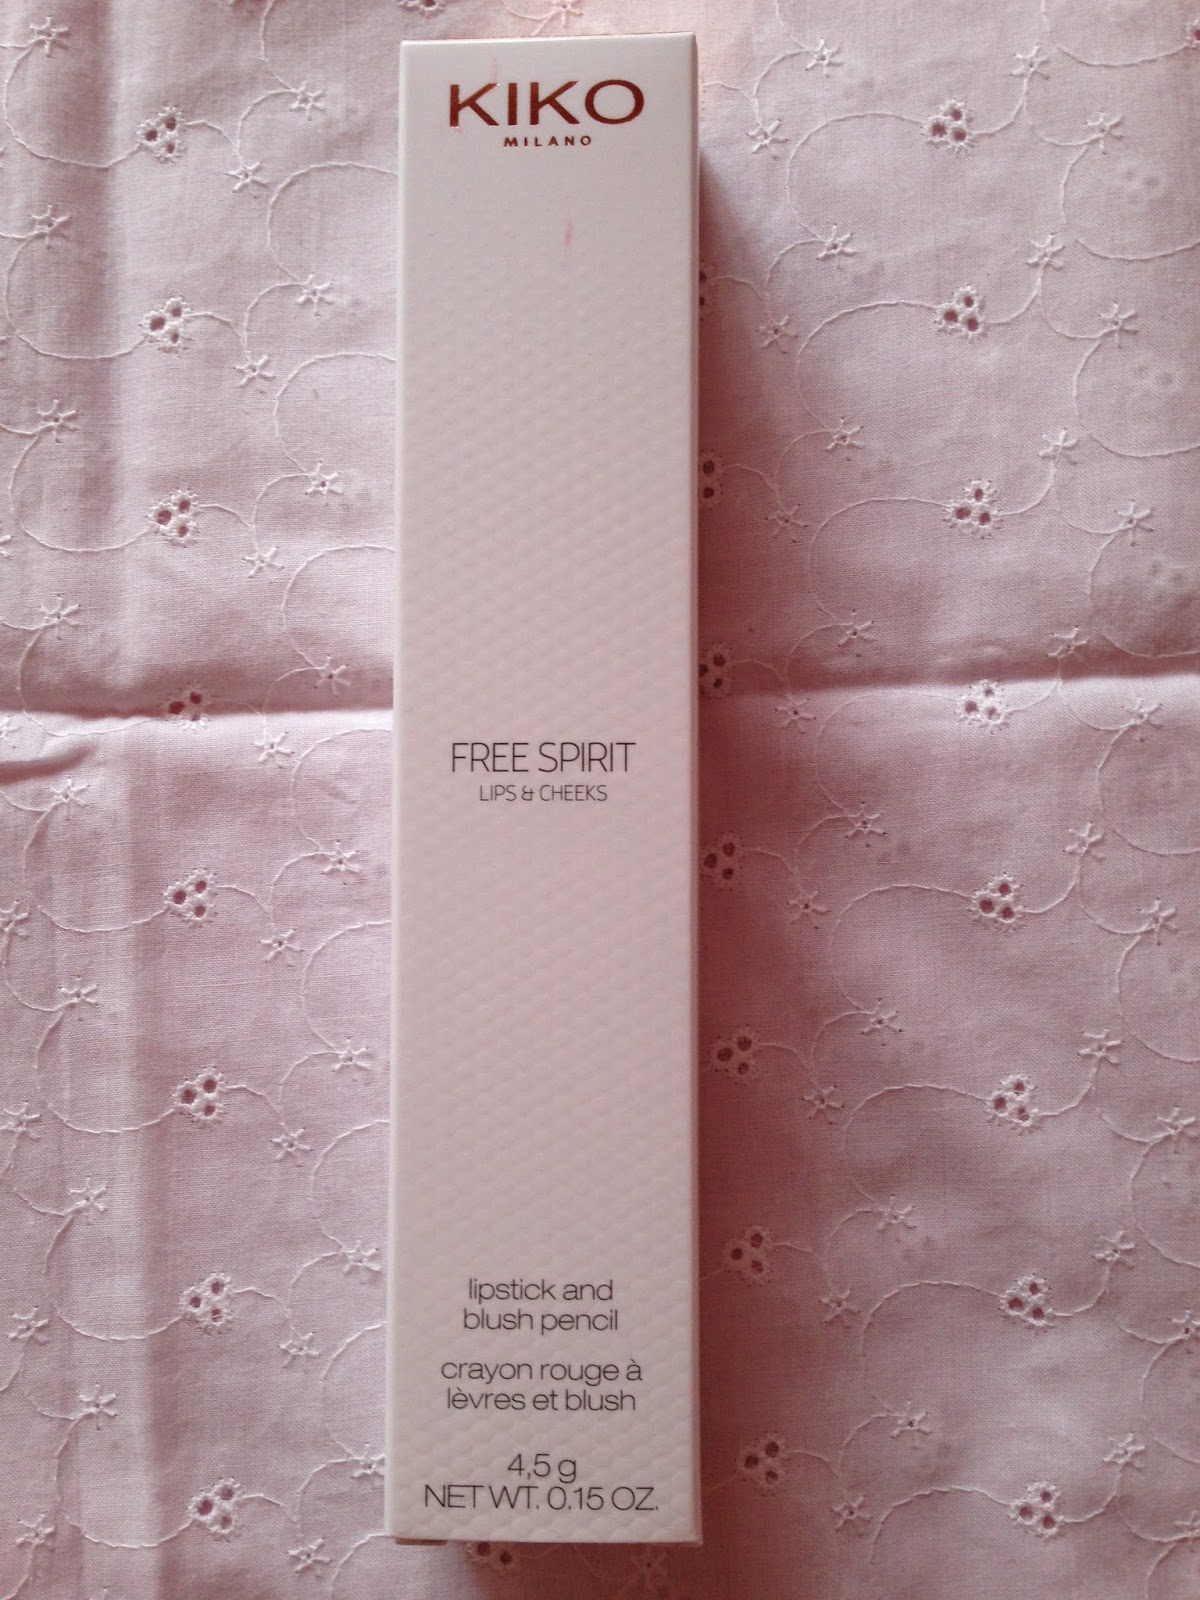 KIKO
MILANO
FREE SPIRIT
LIPS & CHEEKS
lipstick and
blush pencil
crayon rouge à
lèvres et blush
4,5 g
NET WT. 0.15 OZ.